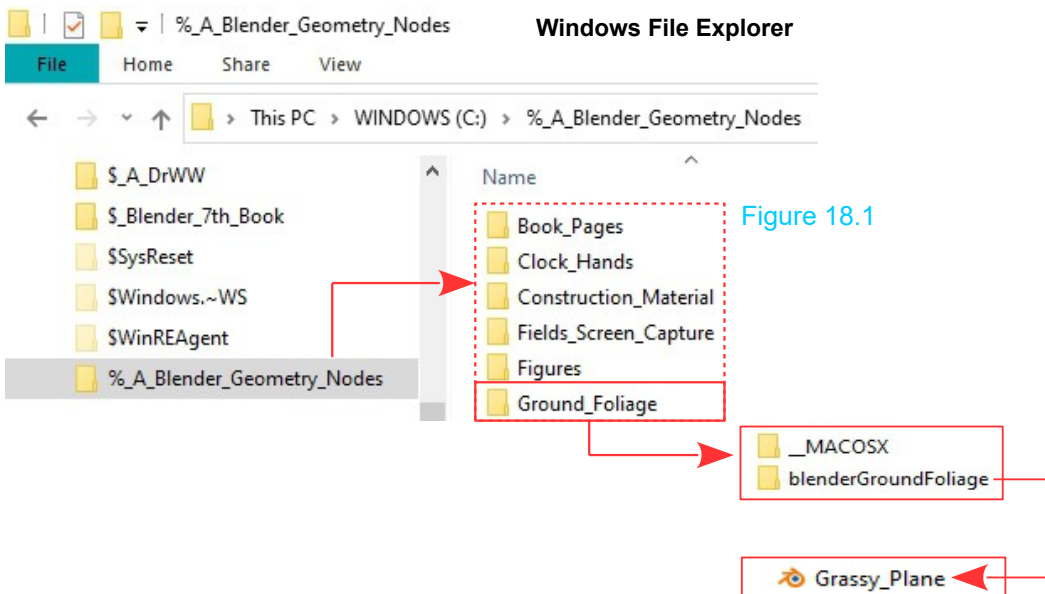 %_A_Blender_Geometry_Nodes
Windows File Explorer
File Home Share View
This PC > WINDOWS (C:) > %_A_Blender_Geometry_Nodes
$_A_DrWW
$_Blender_7th_Book
$SysReset
$Windows.~WS
$WinREAgent
%_A_Blender_Geometry_Nodes
Name
Book_Pages
Clock_Hands
Construction_Material
Fields_Screen_Capture
Figures
Ground_Foliage
Figure 18.1
__MACOSX
blenderGroundFoliage
Grassy_Plane